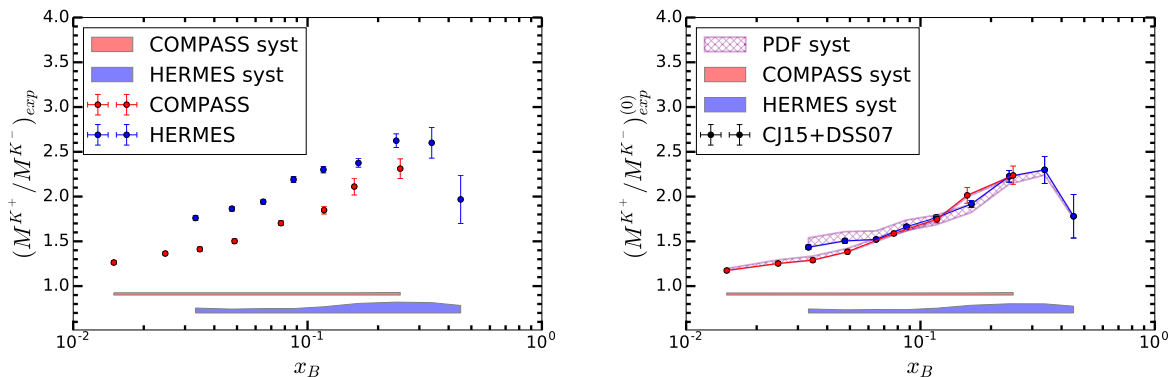 4.0
3.5
3.0
2.5
2.0
1.5
1.0
(M^{K^+}/M^{K^-})_{exp}
COMPASS syst
HERMES syst
COMPASS
HERMES
10^{-2} 10^{-1} 10^{0}
x_B
4.0
3.5
3.0
2.5
2.0
1.5
1.0
(M^{K^+}/M^{K^-})^{(0)}_{exp}
PDF syst
COMPASS syst
HERMES syst
CJ15+DSS07
10^{-2} 10^{-1} 10^{0}
x_B